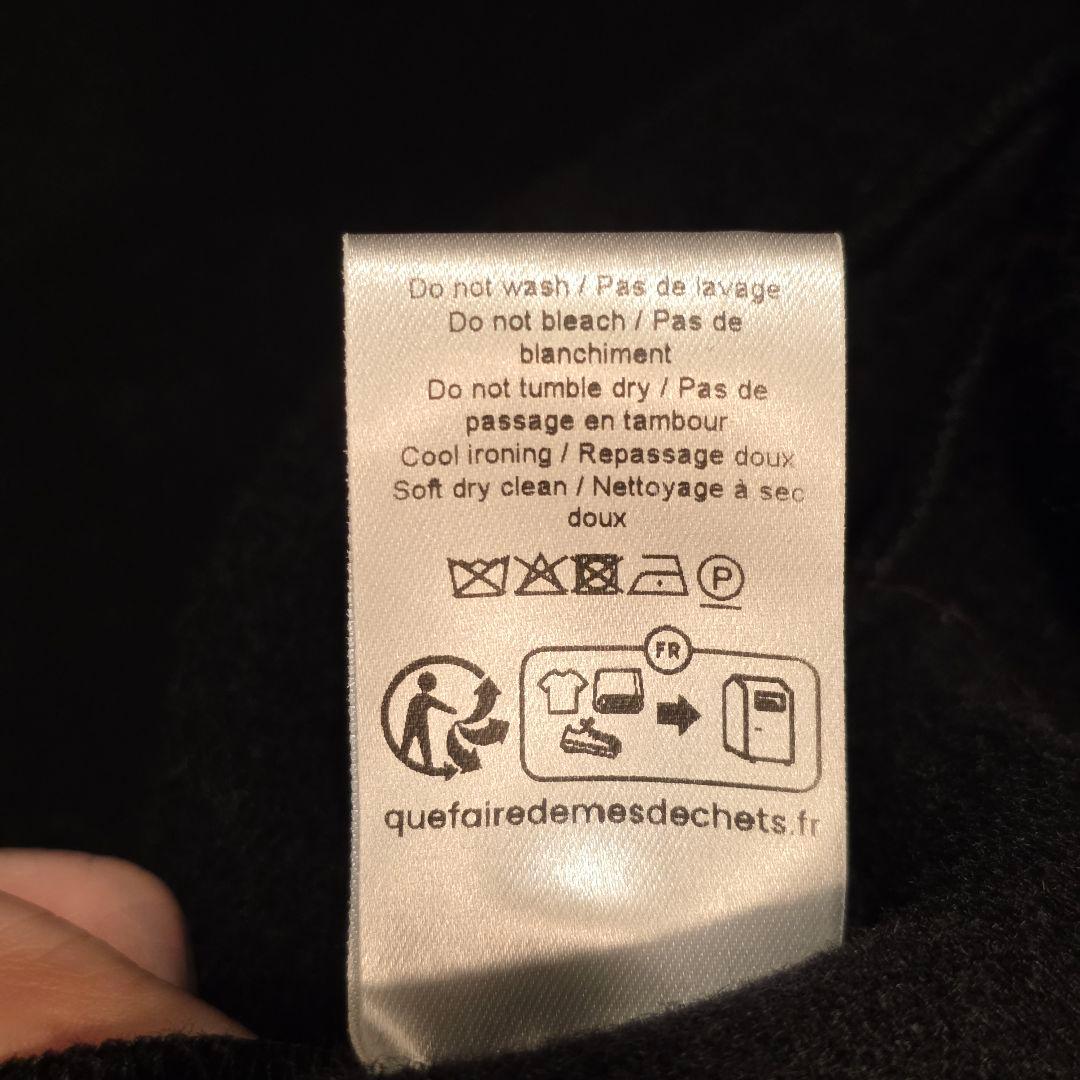 Do not wash / Pas de lavage
Do not bleach / Pas de
blanchiment
Do not tumble dry / Pas de
passage en tambour
Cool ironing / Repassage doux
Soft dry clean / Nettoyage à sec
doux
P
FR
quefairedemesdechets.fr